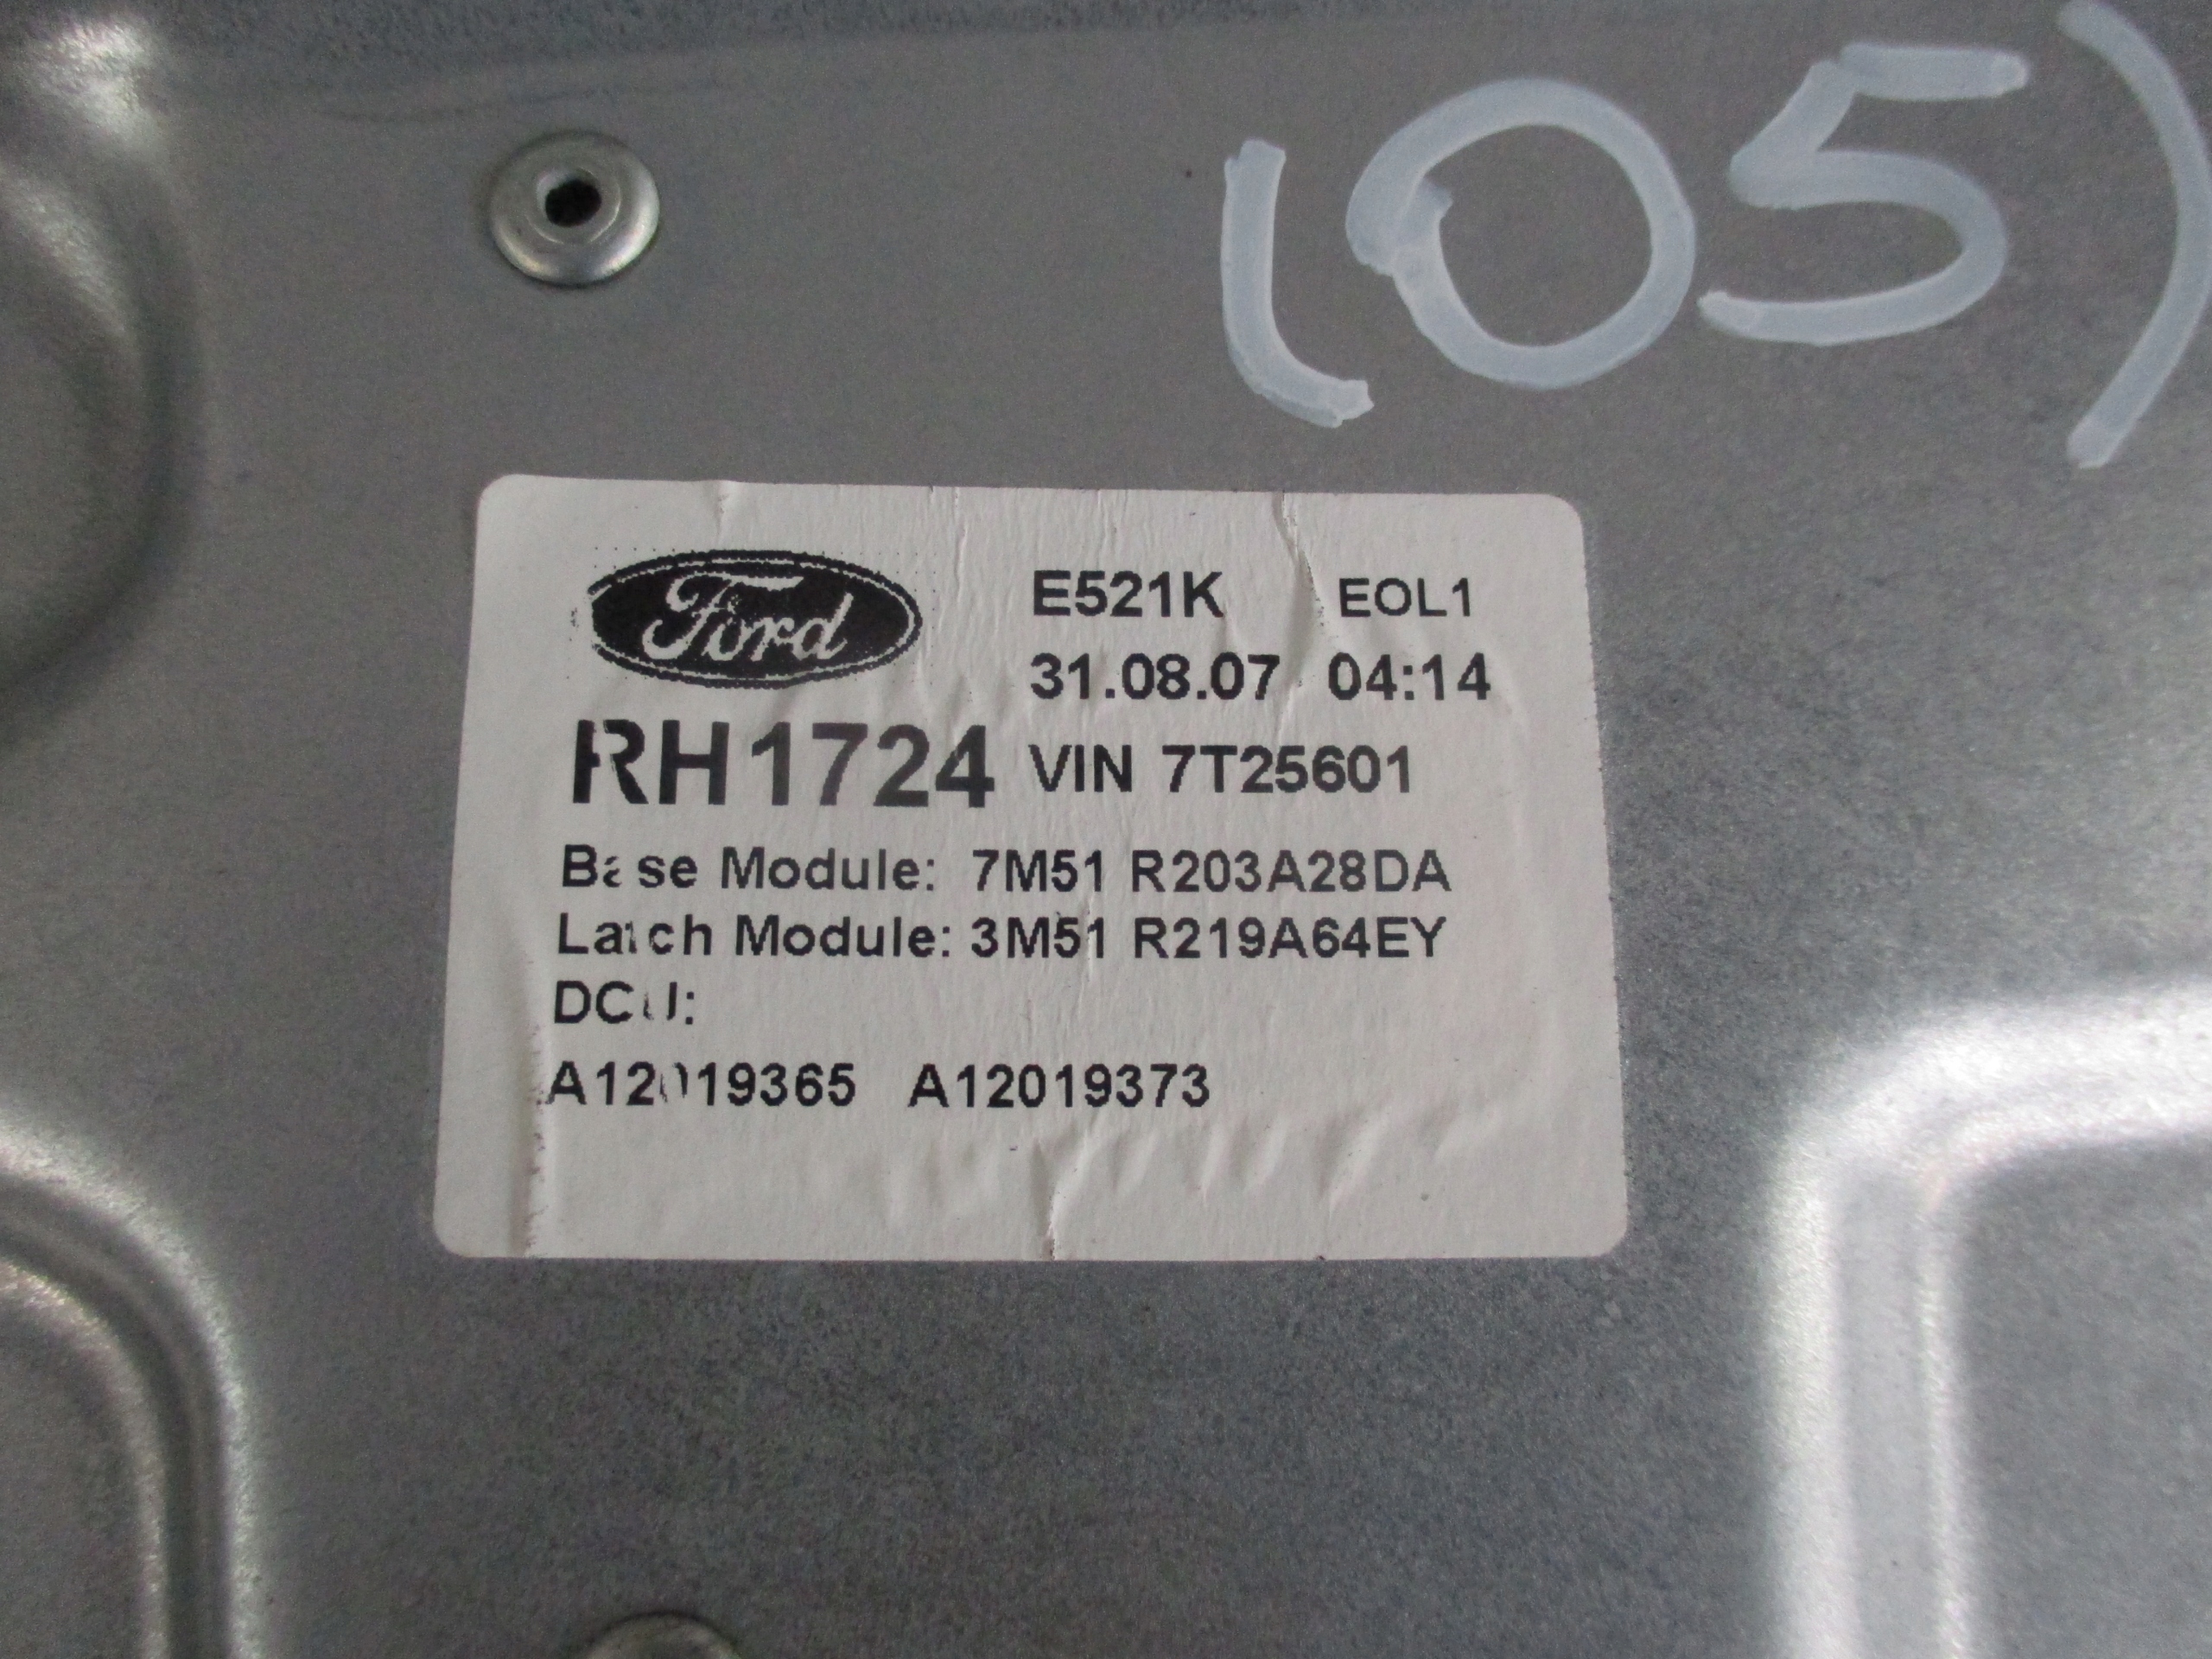 (05)
Ford
E521K EOL1
31.08.07 04:14
RH1724 VIN 7T25601
Base Module: 7M51 R203A28DA
Latch Module: 3M51 R219A64EY
DCU:
A12019365 A12019373